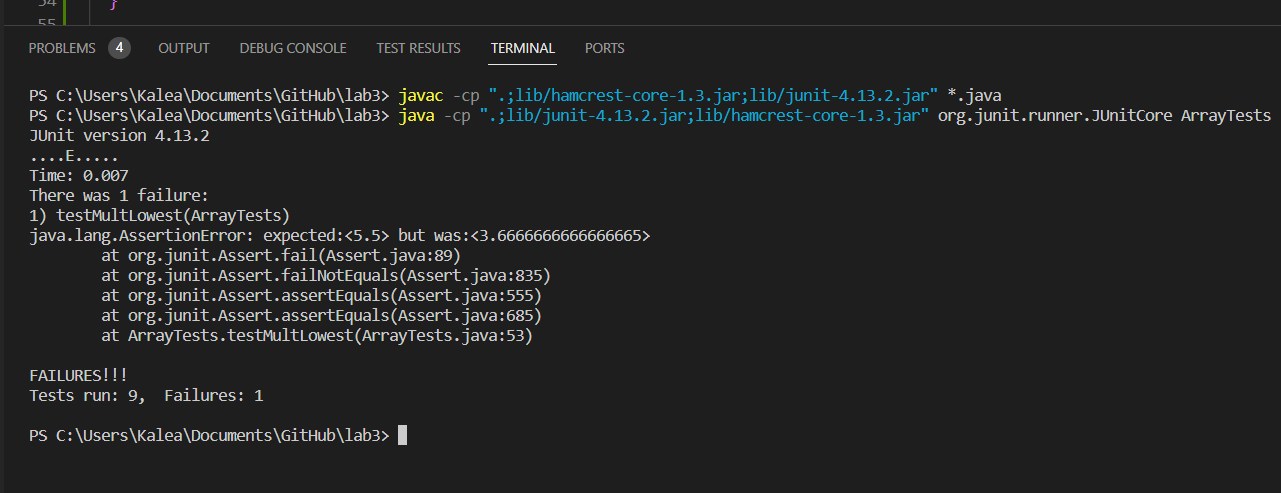 54 }
55
PROBLEMS 4 OUTPUT DEBUG CONSOLE TEST RESULTS TERMINAL PORTS
PS C:\Users\Kalea\Documents\GitHub\lab3> javac -cp ".;lib/hamcrest-core-1.3.jar;lib/junit-4.13.2.jar" *.java
PS C:\Users\Kalea\Documents\GitHub\lab3> java -cp ".;lib/junit-4.13.2.jar;lib/hamcrest-core-1.3.jar" org.junit.runner.JUnitCore ArrayTests
JUnit version 4.13.2
....E.....
Time: 0.007
There was 1 failure:
1) testMultLowest(ArrayTests)
java.lang.AssertionError: expected:<5.5> but was:<3.6666666666666665>
        at org.junit.Assert.fail(Assert.java:89)
        at org.junit.Assert.failNotEquals(Assert.java:835)
        at org.junit.Assert.assertEquals(Assert.java:555)
        at org.junit.Assert.assertEquals(Assert.java:685)
        at ArrayTests.testMultLowest(ArrayTests.java:53)
FAILURES!!!
Tests run: 9,  Failures: 1
PS C:\Users\Kalea\Documents\GitHub\lab3>